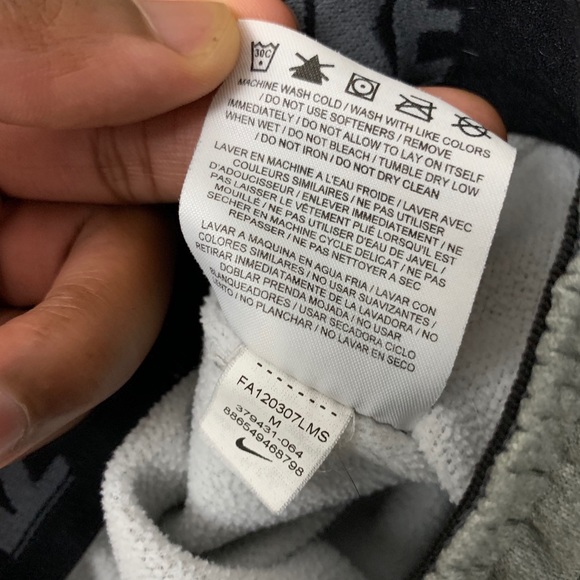 30C
MACHINE WASH COLD / WASH WITH LIKE COLORS
/ DO NOT USE SOFTENERS / REMOVE
IMMEDIATELY / DO NOT ALLOW TO LAY ON ITSELF
WHEN WET / DO NOT BLEACH / TUMBLE DRY LOW
/ DO NOT IRON / DO NOT DRY CLEAN
LAVER EN MACHINE A L'EAU FROIDE / LAVER AVEC
COULEURS SIMILAIRES / NE PAS UTILISER
D'ADOUCISSEUR / ENLEVER IMMEDIATEMENT / NE
PAS LAISSER LE VÊTEMENT PLIÉ LORSQU'IL EST
MOUILLÉ / NE PAS UTILISER D'EAU DE JAVEL /
SECHER EN MACHINE CYCLE DELICAT / NE PAS
REPASSER / NE PAS NETTOYER A SEC
LAVAR A MAQUINA EN AGUA FRIA / LAVAR CON
COLORES SIMILARES / NO USAR SUAVIZANTES /
RETIRAR INMEDIATAMENTE DE LA LAVADORA / NO
DOBLAR PRENDA MOJADA / NO USAR
BLANQUEADORES / USAR SECADORA CICLO
LENTO / NO PLANCHAR / NO LAVAR EN SECO
FA120307LMS
M
379431-064
886549468798